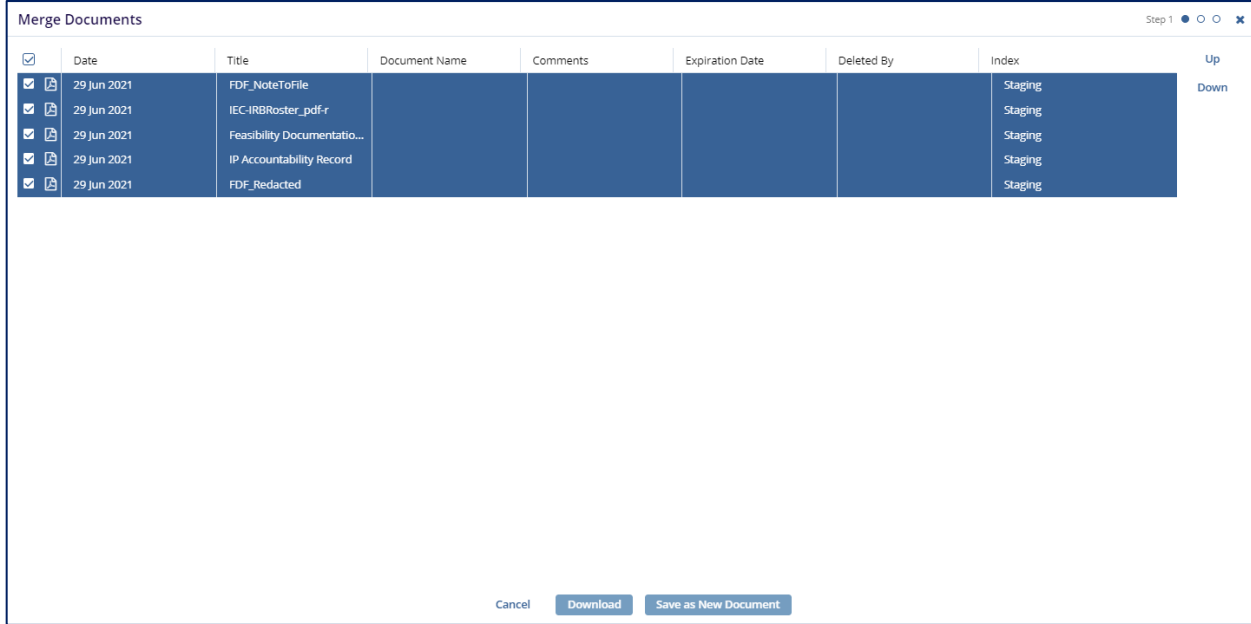 Merge Documents Step 1
Date Title Document Name Comments Expiration Date Deleted By Index Up
29 Jun 2021 FDF_NoteToFile Staging Down
29 Jun 2021 IEC-IRBRoster_pdf-r Staging
29 Jun 2021 Feasibility Documentatio... Staging
29 Jun 2021 IP Accountability Record Staging
29 Jun 2021 FDF_Redacted Staging
Cancel Download Save as New Document